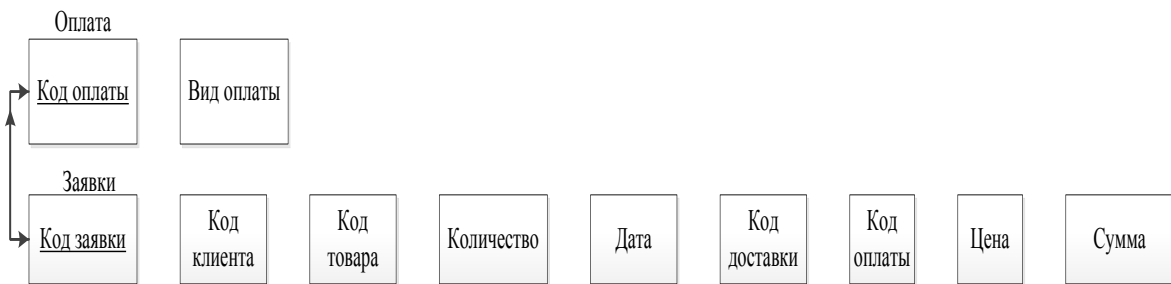 Оплата
Код оплаты
Вид оплаты
Заявки
Код заявки
Код
клиента
Код
товара
Количество
Дата
Код
доставки
Код
оплаты
Цена
Сумма